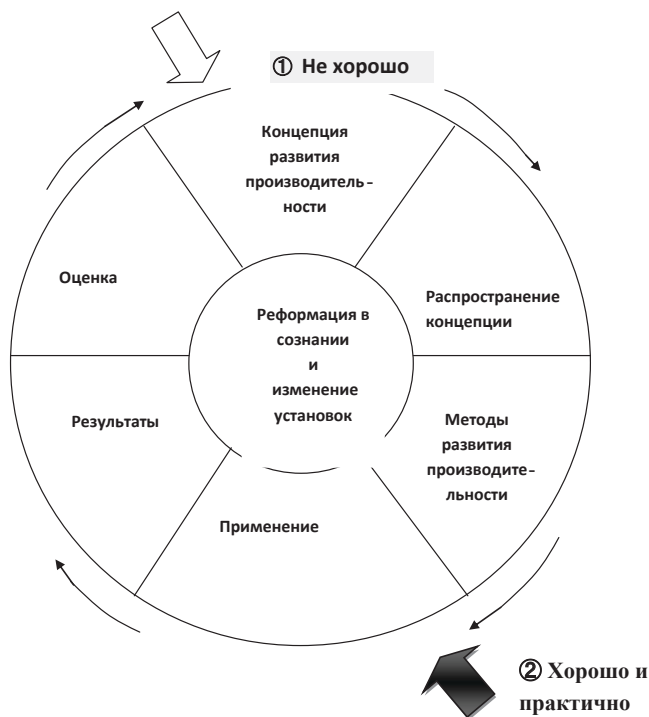 ① Не хорошо
Концепция
развития
производитель-
ности
Распространение
концепции
Методы
развития
производите-
льности
Применение
Результаты
Оценка
Реформация в
сознании
и
изменение
установок
② Хорошо и
практично